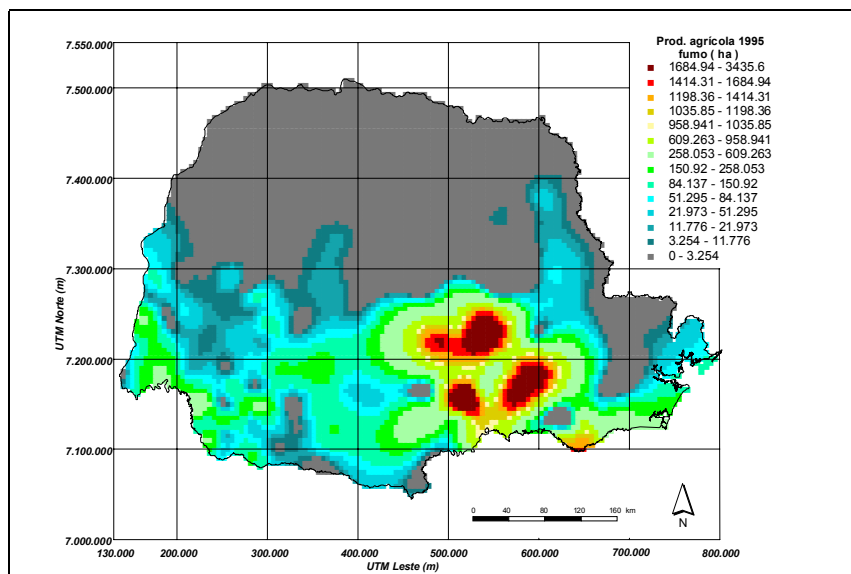 Prod. agrícola 1995
fumo ( ha )
1684.94 - 3435.6
1414.31 - 1684.94
1198.36 - 1414.31
1035.85 - 1198.36
958.941 - 1035.85
609.263 - 958.941
258.053 - 609.263
150.92 - 258.053
84.137 - 150.92
51.295 - 84.137
21.973 - 51.295
11.776 - 21.973
3.254 - 11.776
0 - 3.254
7.550.000
7.500.000
7.400.000
7.300.000
7.200.000
7.100.000
7.000.000
UTM Norte (m)
130.000 200.000 300.000 400.000 500.000 600.000 700.000 800.000
UTM Leste (m)
0 40 80 120 160 km
N